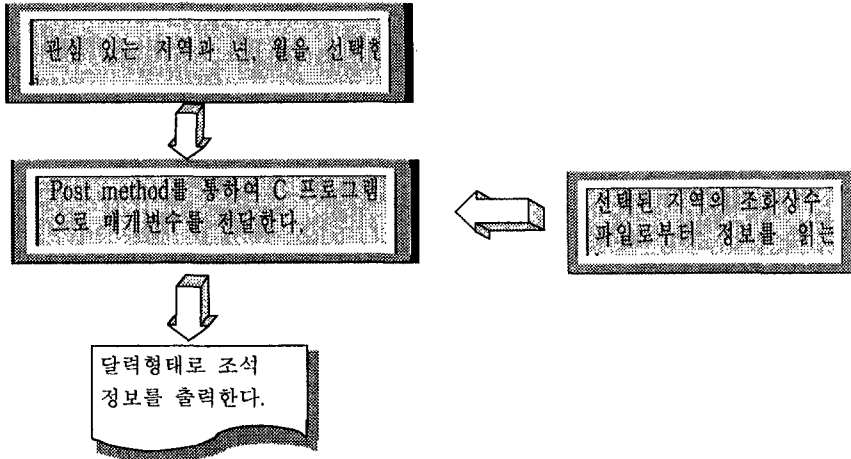 관심 있는 지역과 년, 월을 선택한
Post method를 통하여 C 프로그램
으로 매개변수를 전달한다.
선택된 지역의 조화상수
파일로부터 정보를 읽는
달력형태로 조석
정보를 출력한다.